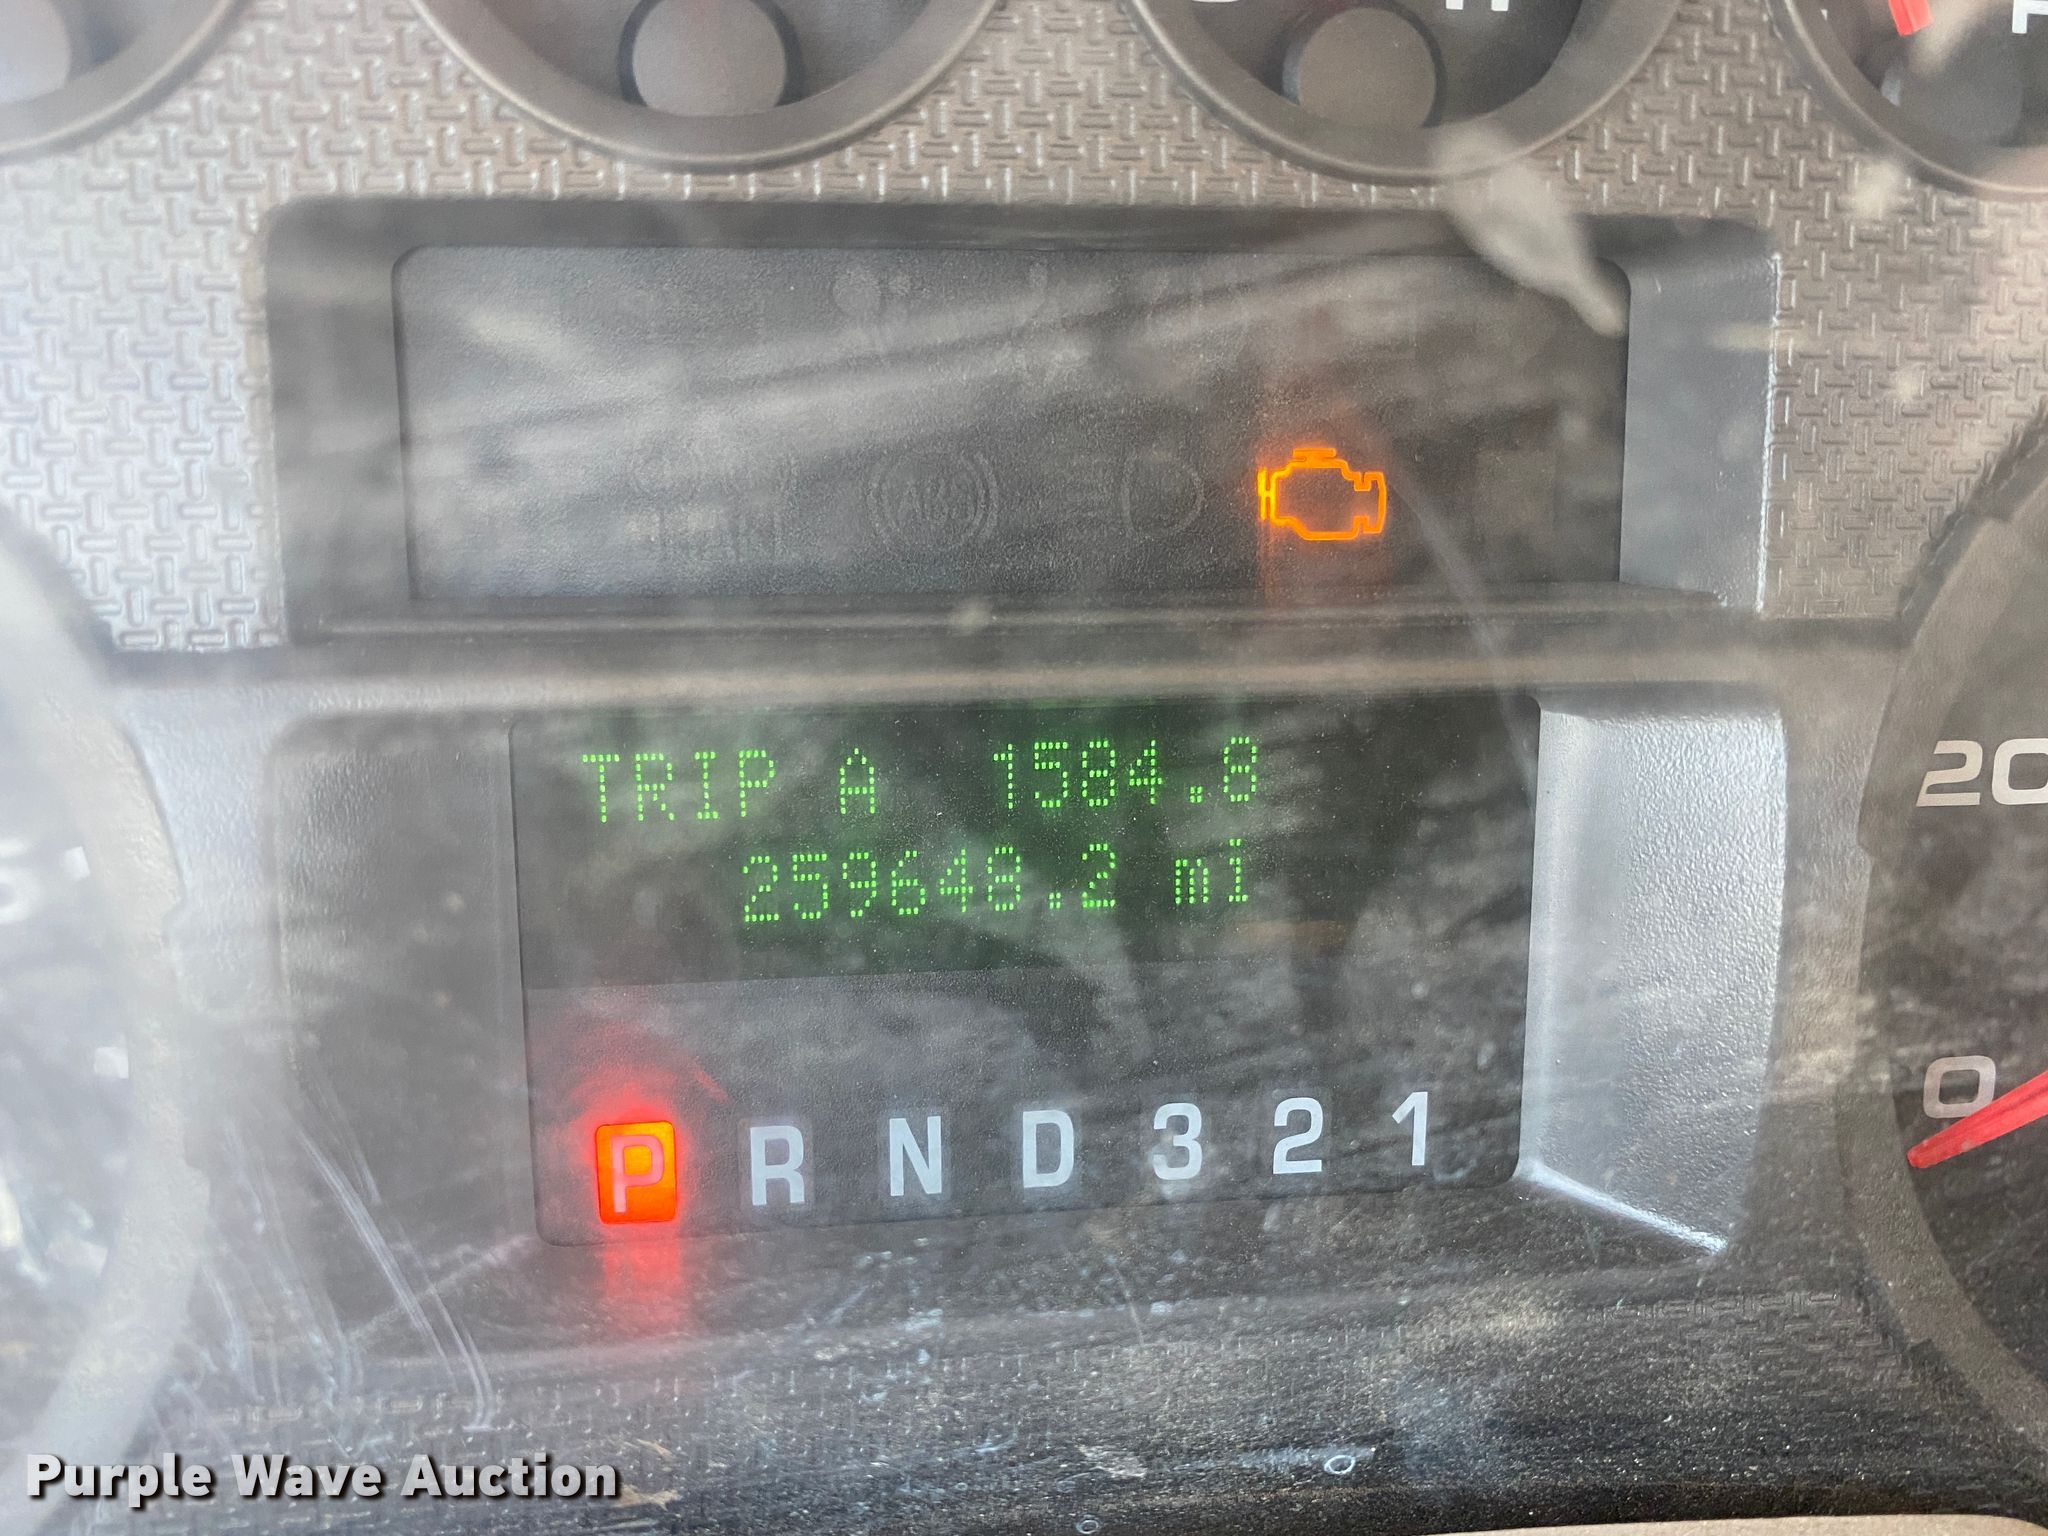 20
TRIP A 1584.8
259648.2 mi
0
P R N D 3 2 1
Purple Wave Auction